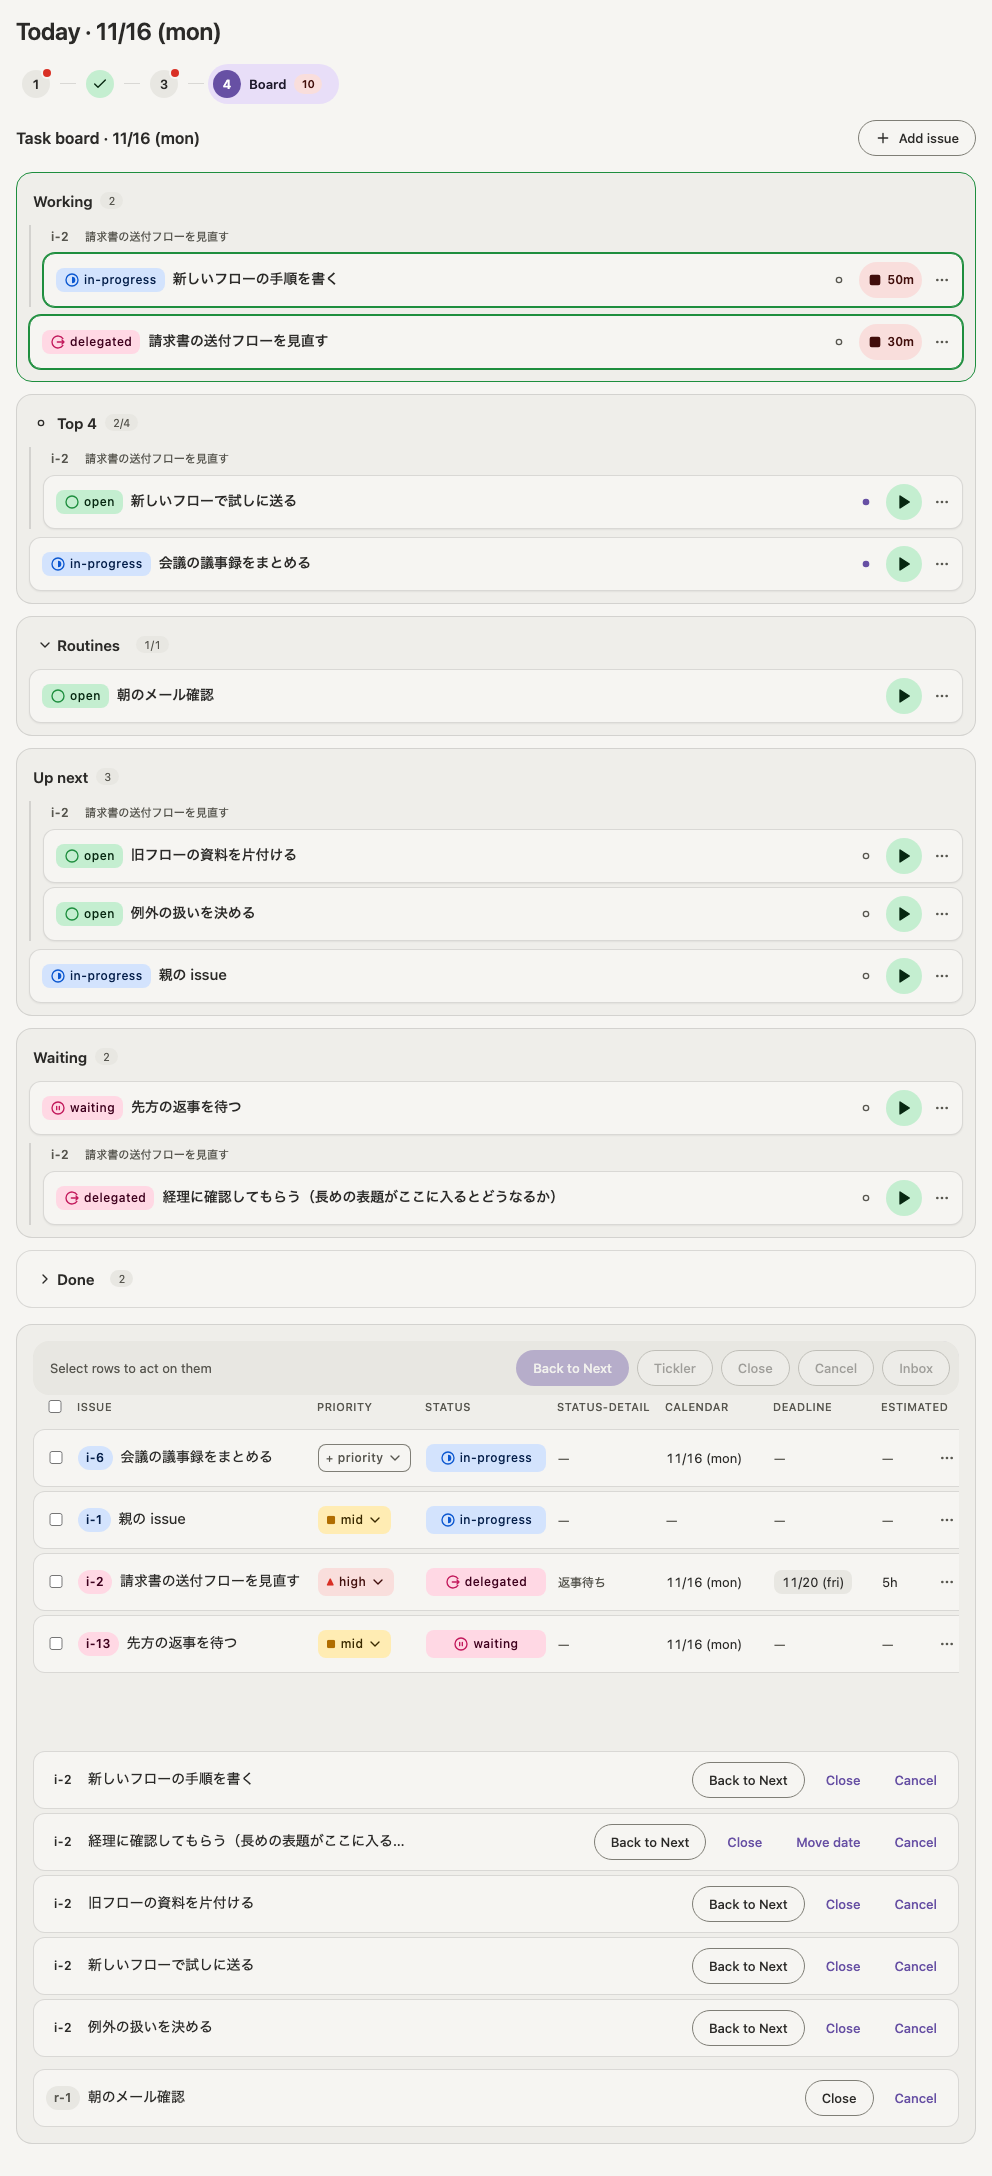 Today · 11/16 (mon)
1 3 4 Board 10
Task board · 11/16 (mon) + Add issue
Working 2
i-2 請求書の送付フローを見直す
in-progress 新しいフローの手順を書く 50m ...
delegated 請求書の送付フローを見直す 30m ...
Top 4 2/4
i-2 請求書の送付フローを見直す
open 新しいフローで試しに送る ...
in-progress 会議の議事録をまとめる ...
Routines 1/1
open 朝のメール確認 ...
Up next 3
i-2 請求書の送付フローを見直す
open 旧フローの資料を片付ける ...
open 例外の扱いを決める ...
in-progress 親の issue ...
Waiting 2
waiting 先方の返事を待つ ...
i-2 請求書の送付フローを見直す
delegated 経理に確認してもらう（長めの表題がここに入るとどうなるか） ...
Done 2
Select rows to act on them Back to Next Tickler Close Cancel Inbox
ISSUE PRIORITY STATUS STATUS-DETAIL CALENDAR DEADLINE ESTIMATED
i-6 会議の議事録をまとめる + priority in-progress — 11/16 (mon) — — ...
i-1 親の issue mid in-progress — — — — ...
i-2 請求書の送付フローを見直す high delegated 返事待ち 11/16 (mon) 11/20 (fri) 5h ...
i-13 先方の返事を待つ mid waiting — 11/16 (mon) — — ...
i-2 新しいフローの手順を書く Back to Next Close Cancel
i-2 経理に確認してもらう（長めの表題がここに入る... Back to Next Close Move date Cancel
i-2 旧フローの資料を片付ける Back to Next Close Cancel
i-2 新しいフローで試しに送る Back to Next Close Cancel
i-2 例外の扱いを決める Back to Next Close Cancel
r-1 朝のメール確認 Close Cancel